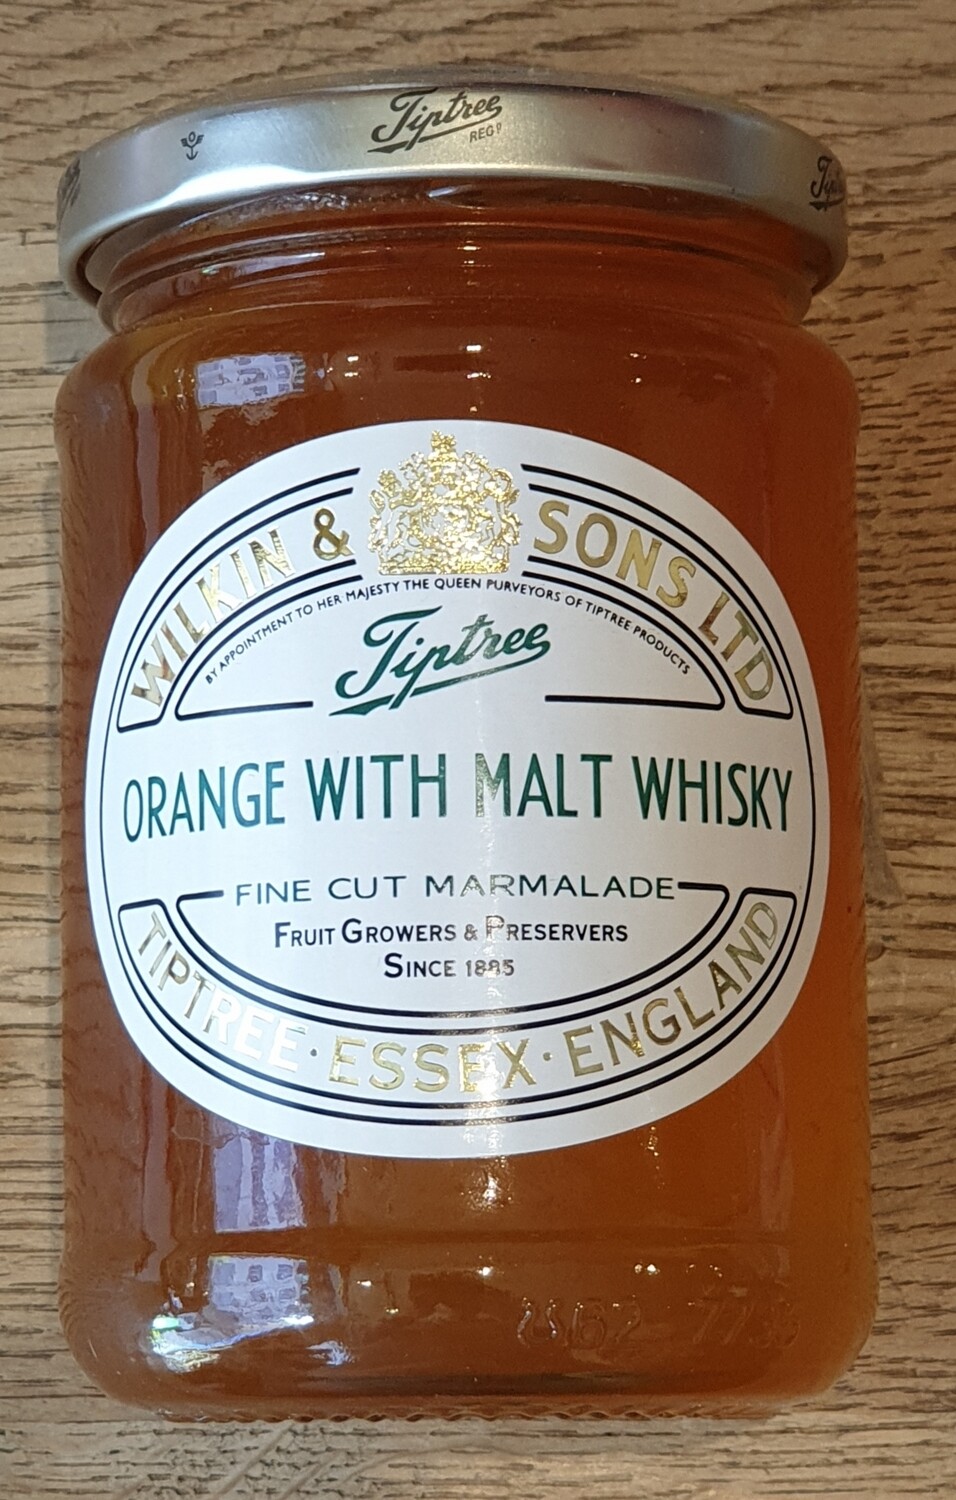 Tiptree
REGD
WILKIN & SONS LTD
BY APPOINTMENT TO HER MAJESTY THE QUEEN PURVEYORS OF TIPTREE PRODUCTS
Tiptree
ORANGE WITH MALT WHISKY
FINE CUT MARMALADE
FRUIT GROWERS & PRESERVERS
SINCE 1885
TIPTREE · ESSEX · ENGLAND